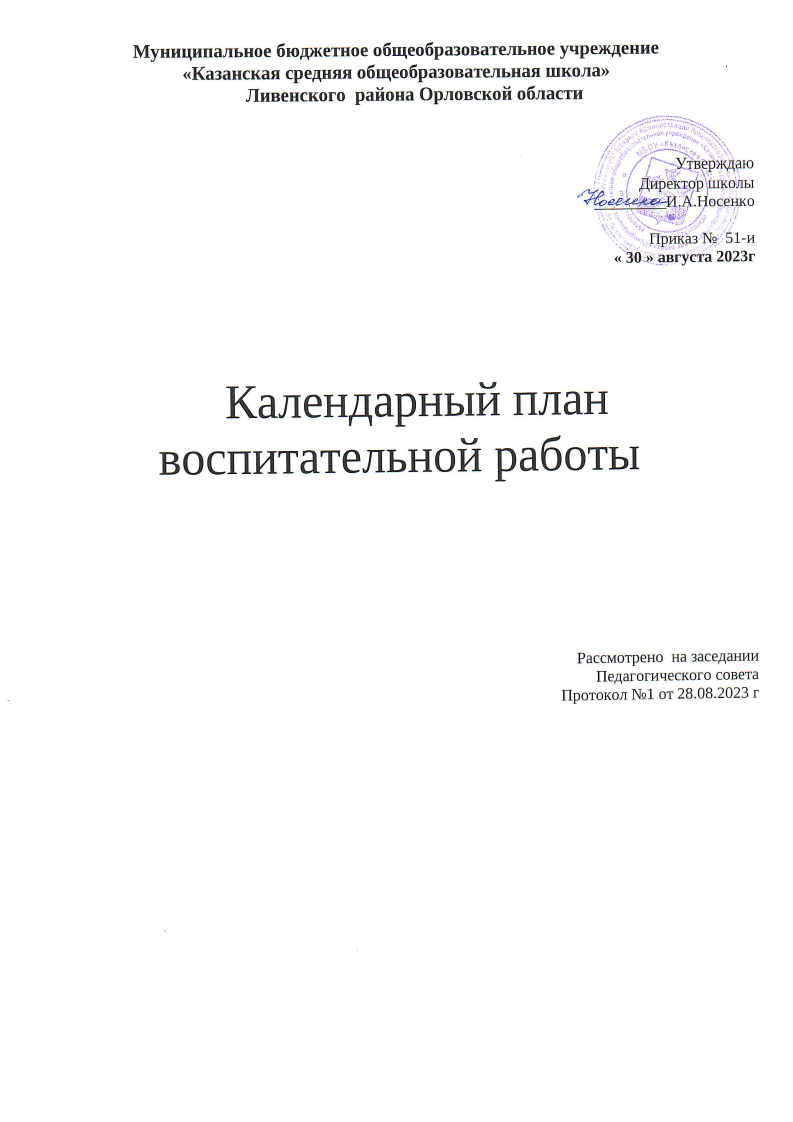 Муниципальное бюджетное общеобразовательное учреждение
«Казанская средняя общеобразовательная школа»
Ливенского района Орловской области
Утверждаю
Директор школы
Носенко И.А.Носенко
Приказ № 51-и
« 30 » августа 2023г
Календарный план
воспитательной работы
Рассмотрено на заседании
Педагогического совета
Протокол №1 от 28.08.2023 г